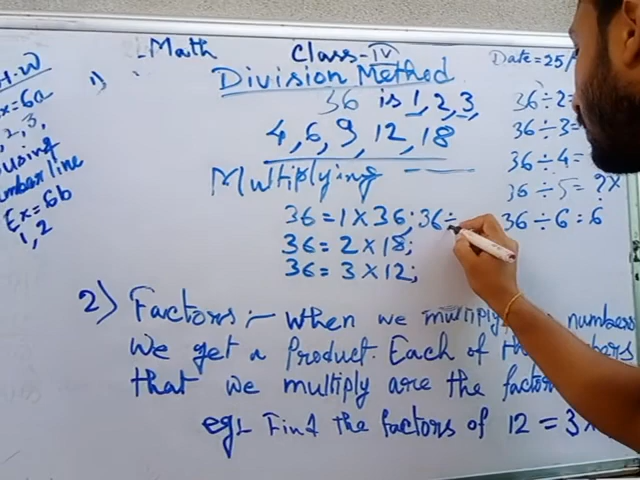 Math Class-IV Date=25/
H.W
Ex=6a
1) Division Method
1, 2, 3,
36 is 1, 2, 3,
4, 6, 9, 12, 18
using
number line
Ex=6b
1, 2
36÷2=
36÷3=
36÷4=
36÷5=?x
36÷6=6
Multiplying
36=1x36; 36÷
36=2x18;
36=3x12;
2) Factors:- When we multiply numbers
We get a Product. Each of the numbers
that we multiply are the factor
eg:- Find the factors of 12 = 3x